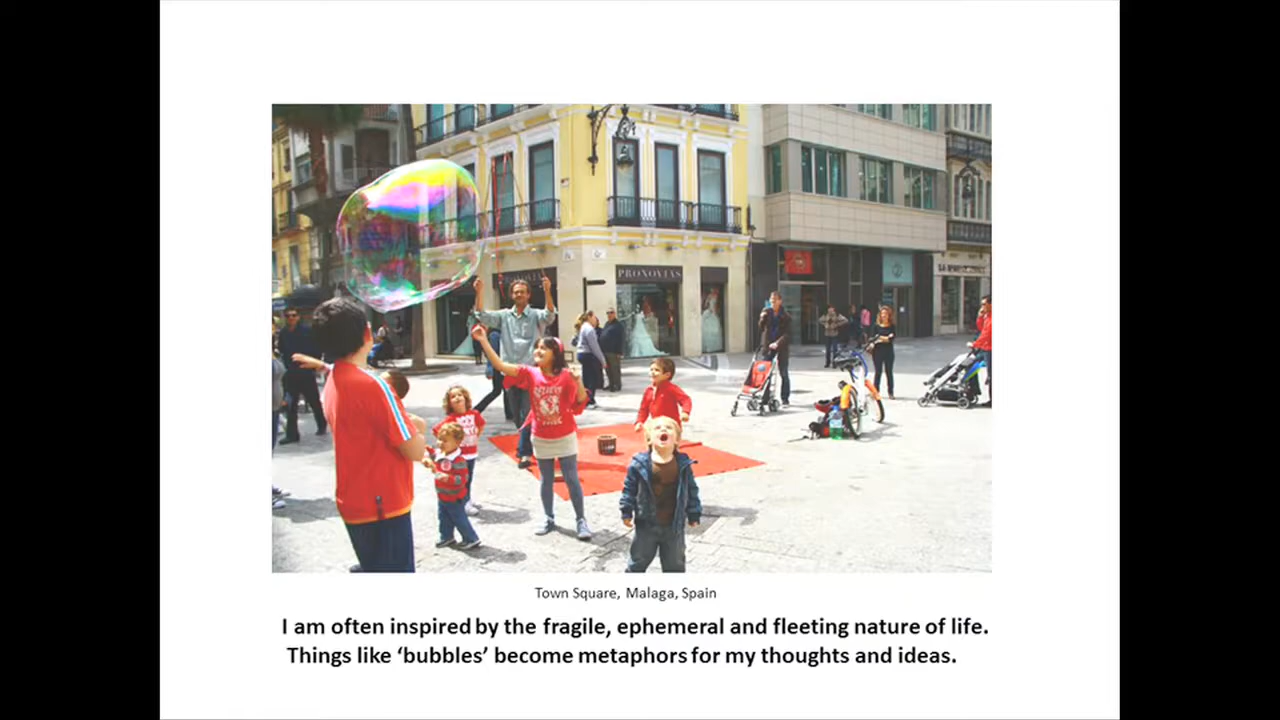 PRONOVIAS
Town Square, Malaga, Spain
I am often inspired by the fragile, ephemeral and fleeting nature of life.
Things like ‘bubbles’ become metaphors for my thoughts and ideas.